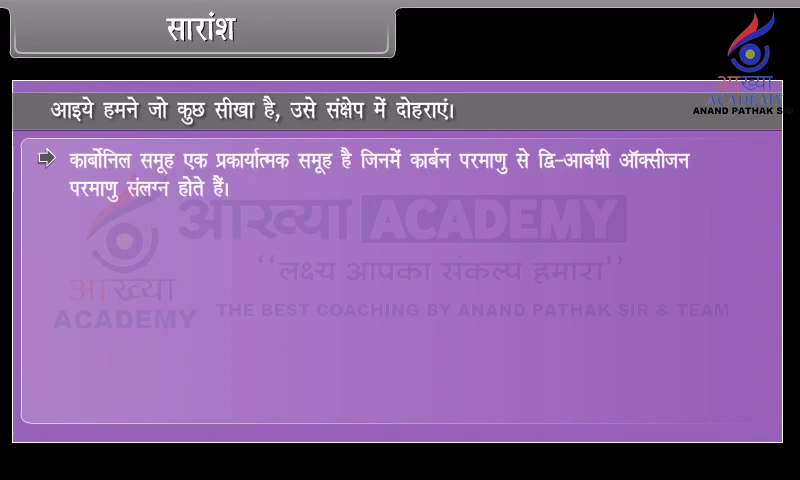 सारांश
आख्या
ACADEMY
ANAND PATHAK SIR
आइये हमने जो कुछ सीखा है, उसे संक्षेप में दोहराएं।
कार्बोनिल समूह एक प्रकार्यात्मक समूह है जिनमें कार्बन परमाणु से द्वि-आबंधी ऑक्सीजन
परमाणु संलग्न होते हैं।
आख्या ACADEMY
‘‘लक्ष्य आपका संकल्प हमारा’’
आख्या
ACADEMY
THE BEST COACHING BY ANAND PATHAK SIR & TEAM